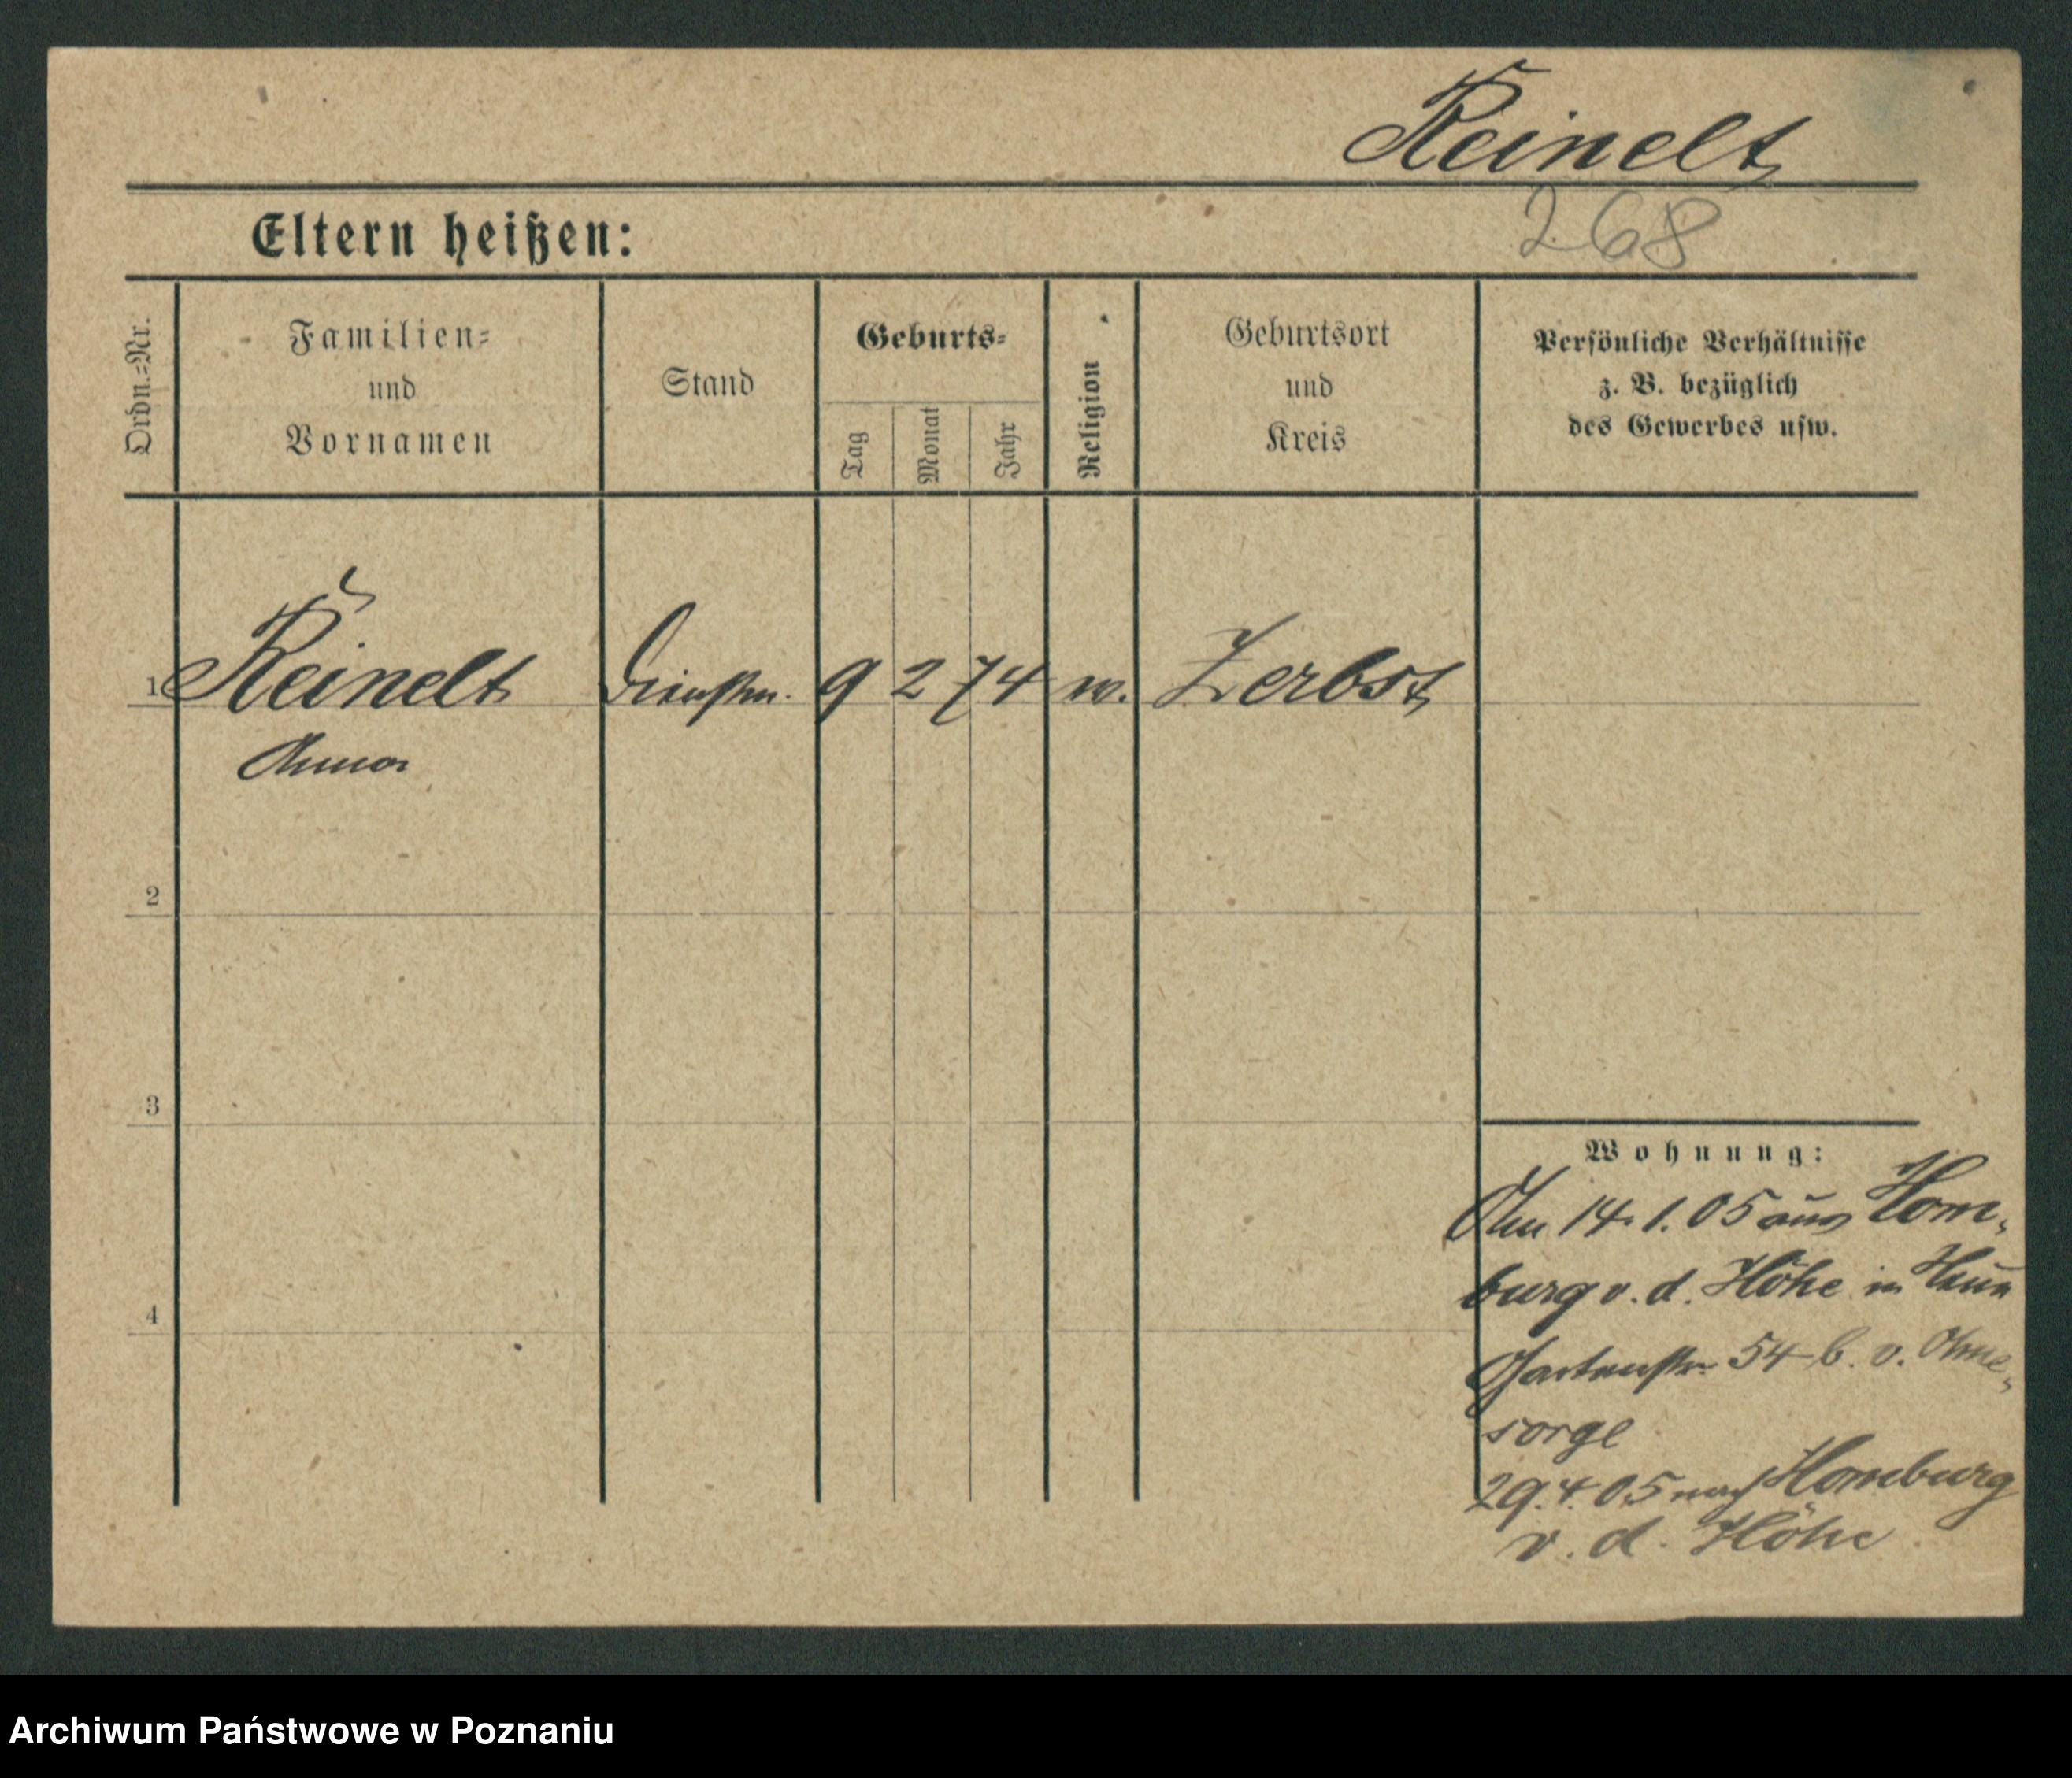 Reinelt
268
Eltern heißen:
Ordn.-Nr.
Familien-
und
Vornamen
Stand
Geburts-
Tag
Monat
Jahr
Religion
Geburtsort
und
Kreis
Persönliche Verhältnisse
z. B. bezüglich
des Gewerbes usw.
1 Reinelt Dienstm. 9 2 74 w. Zerbst
Anna
2
3
4
Wohnung:
Am 14. 1. 05 aus Hom-
burg v. d. Höhe in
Gartenstr. 54 b. v.
sorge
29. 4. 05 nach Homburg
v. d. Höhe
Archiwum Państwowe w Poznaniu